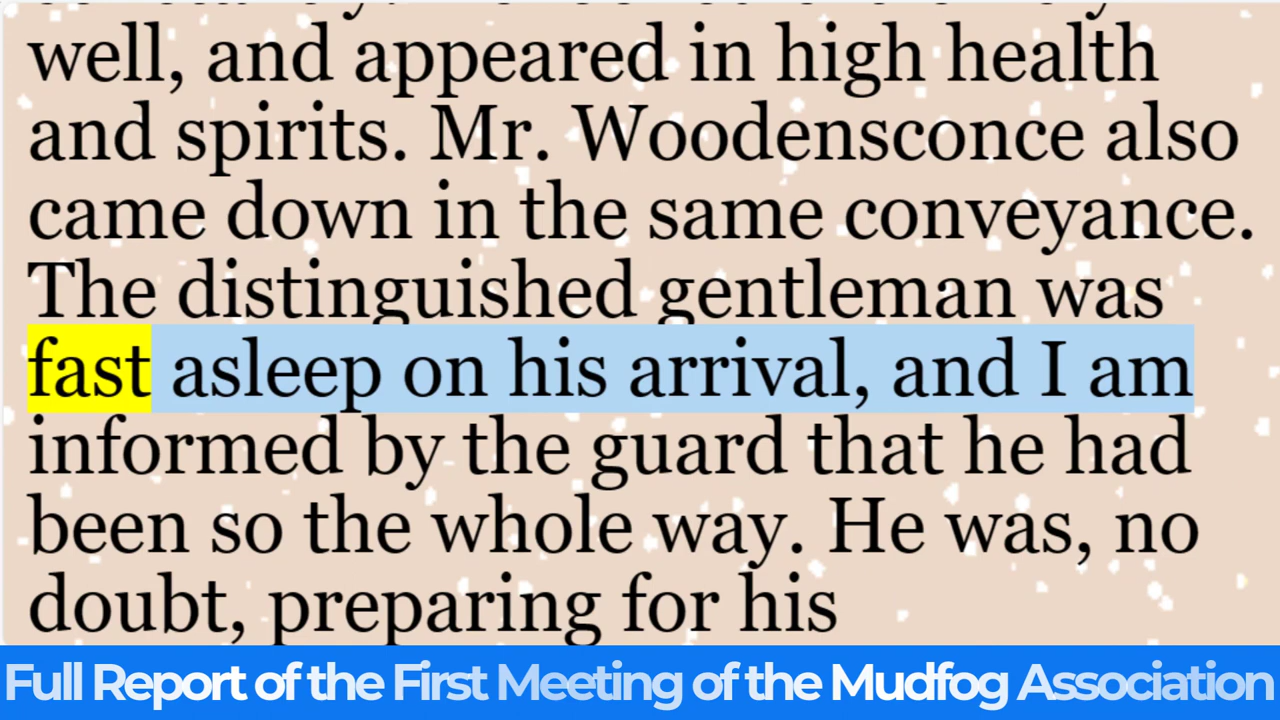 well, and appeared in high health
and spirits. Mr. Woodensconce also
came down in the same conveyance.
The distinguished gentleman was
fast asleep on his arrival, and I am
informed by the guard that he had
been so the whole way. He was, no
doubt, preparing for his
Full Report of the First Meeting of the Mudfog Association